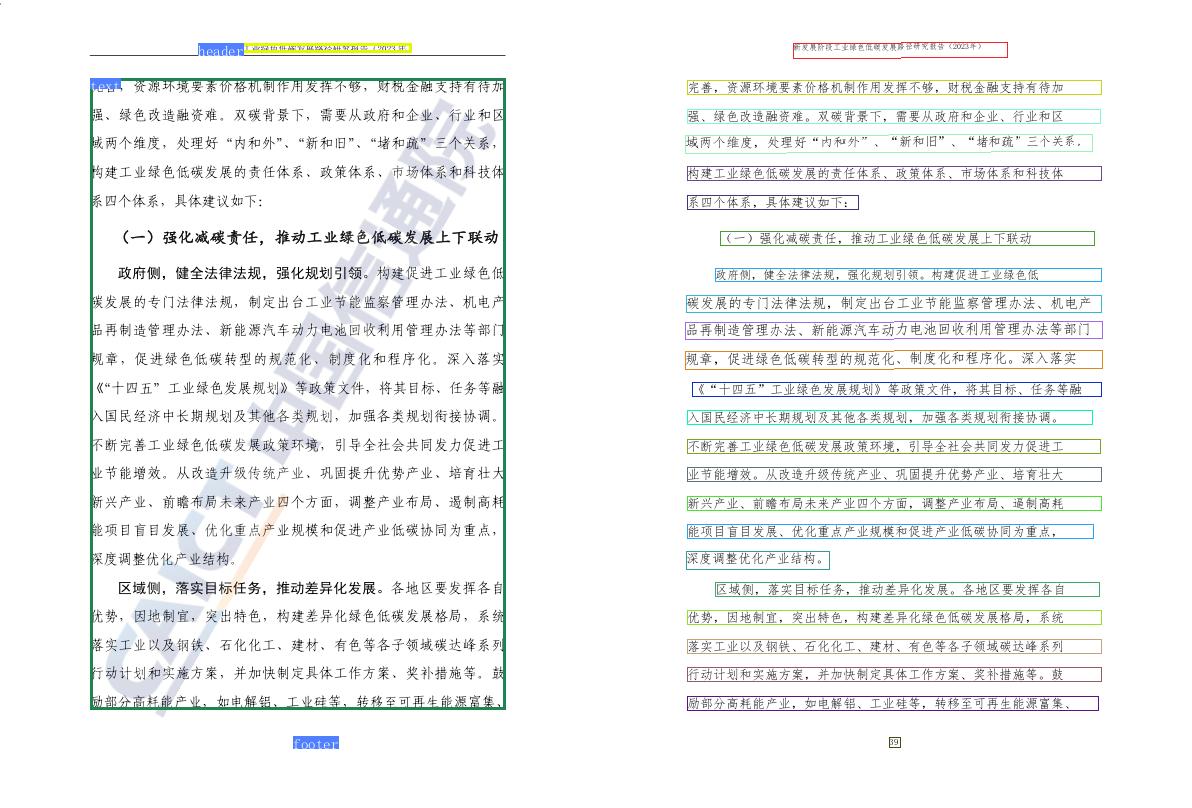 header
text
完善，资源环境要素价格机制作用发挥不够，财税金融支持有待加
强、绿色改造融资难。双碳背景下，需要从政府和企业、行业和区
域两个维度，处理好“内和外”、“新和旧”、“堵和疏”三个关系，
构建工业绿色低碳发展的责任体系、政策体系、市场体系和科技体
系四个体系，具体建议如下：
（一）强化减碳责任，推动工业绿色低碳发展上下联动
政府侧，健全法律法规，强化规划引领。构建促进工业绿色低
碳发展的专门法律法规，制定出台工业节能监察管理办法、机电产
品再制造管理办法、新能源汽车动力电池回收利用管理办法等部门
规章，促进绿色低碳转型的规范化、制度化和程序化。深入落实
《“十四五”工业绿色发展规划》等政策文件，将其目标、任务等融
入国民经济中长期规划及其他各类规划，加强各类规划衔接协调。
不断完善工业绿色低碳发展政策环境，引导全社会共同发力促进工
业节能增效。从改造升级传统产业、巩固提升优势产业、培育壮大
新兴产业、前瞻布局未来产业四个方面，调整产业布局、遏制高耗
能项目盲目发展、优化重点产业规模和促进产业低碳协同为重点，
深度调整优化产业结构。
区域侧，落实目标任务，推动差异化发展。各地区要发挥各自
优势，因地制宜，突出特色，构建差异化绿色低碳发展格局，系统
落实工业以及钢铁、石化化工、建材、有色等各子领域碳达峰系列
行动计划和实施方案，并加快制定具体工作方案、奖补措施等。鼓
励部分高耗能产业，如电解铝、工业硅等，转移至可再生能源富集、
CAICT 中国信通院
footer
新发展阶段工业绿色低碳发展路径研究报告（2023年）
完善，资源环境要素价格机制作用发挥不够，财税金融支持有待加
强、绿色改造融资难。双碳背景下，需要从政府和企业、行业和区
域两个维度，处理好“内和外”、“新和旧”、“堵和疏”三个关系，
构建工业绿色低碳发展的责任体系、政策体系、市场体系和科技体
系四个体系，具体建议如下：
（一）强化减碳责任，推动工业绿色低碳发展上下联动
政府侧，健全法律法规，强化规划引领。构建促进工业绿色低
碳发展的专门法律法规，制定出台工业节能监察管理办法、机电产
品再制造管理办法、新能源汽车动力电池回收利用管理办法等部门
规章，促进绿色低碳转型的规范化、制度化和程序化。深入落实
《“十四五”工业绿色发展规划》等政策文件，将其目标、任务等融
入国民经济中长期规划及其他各类规划，加强各类规划衔接协调。
不断完善工业绿色低碳发展政策环境，引导全社会共同发力促进工
业节能增效。从改造升级传统产业、巩固提升优势产业、培育壮大
新兴产业、前瞻布局未来产业四个方面，调整产业布局、遏制高耗
能项目盲目发展、优化重点产业规模和促进产业低碳协同为重点，
深度调整优化产业结构。
区域侧，落实目标任务，推动差异化发展。各地区要发挥各自
优势，因地制宜，突出特色，构建差异化绿色低碳发展格局，系统
落实工业以及钢铁、石化化工、建材、有色等各子领域碳达峰系列
行动计划和实施方案，并加快制定具体工作方案、奖补措施等。鼓
励部分高耗能产业，如电解铝、工业硅等，转移至可再生能源富集、
39